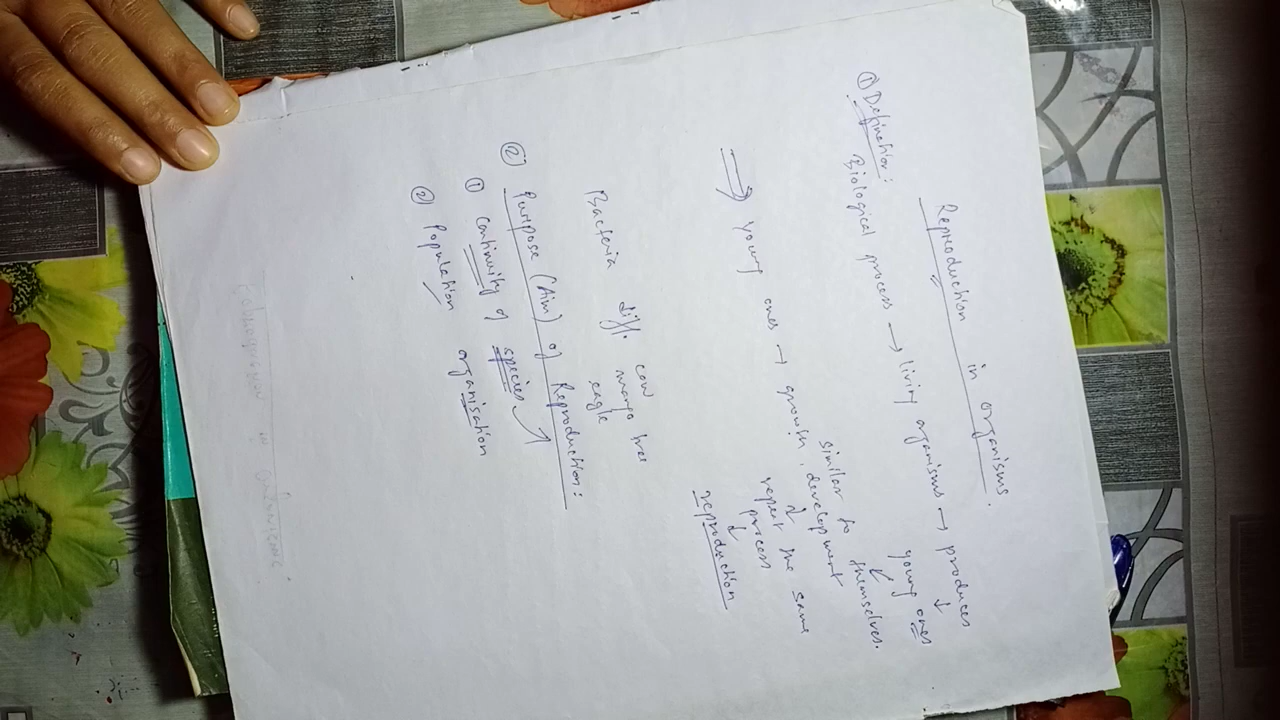 Reproduction in organisms.
① Definition:
Biological process → living organisms → produces
↓
young ones
↙
similar to themselves.
⇒ young ones → growth, development
↓
repeat the same
process
↓
reproduction
Bacteria diff. cow
eagle mango tree
② Purpose (Aim) of Reproduction:
① Continuity of species
② Population organisation